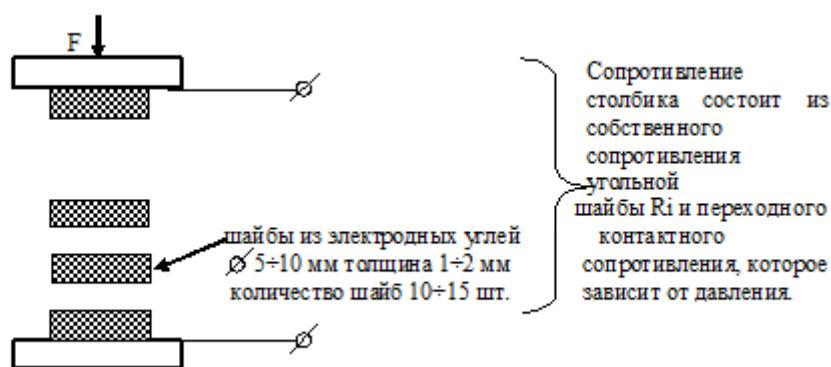 F
Сопротивление
столбика состоит из
собственного
сопротивления
угольной
шайбы Ri и переходного
контактного
сопротивления, которое
зависит от давления.
шайбы из электродных углей
Ø 5÷10 мм толщина 1÷2 мм
количество шайб 10÷15 шт.